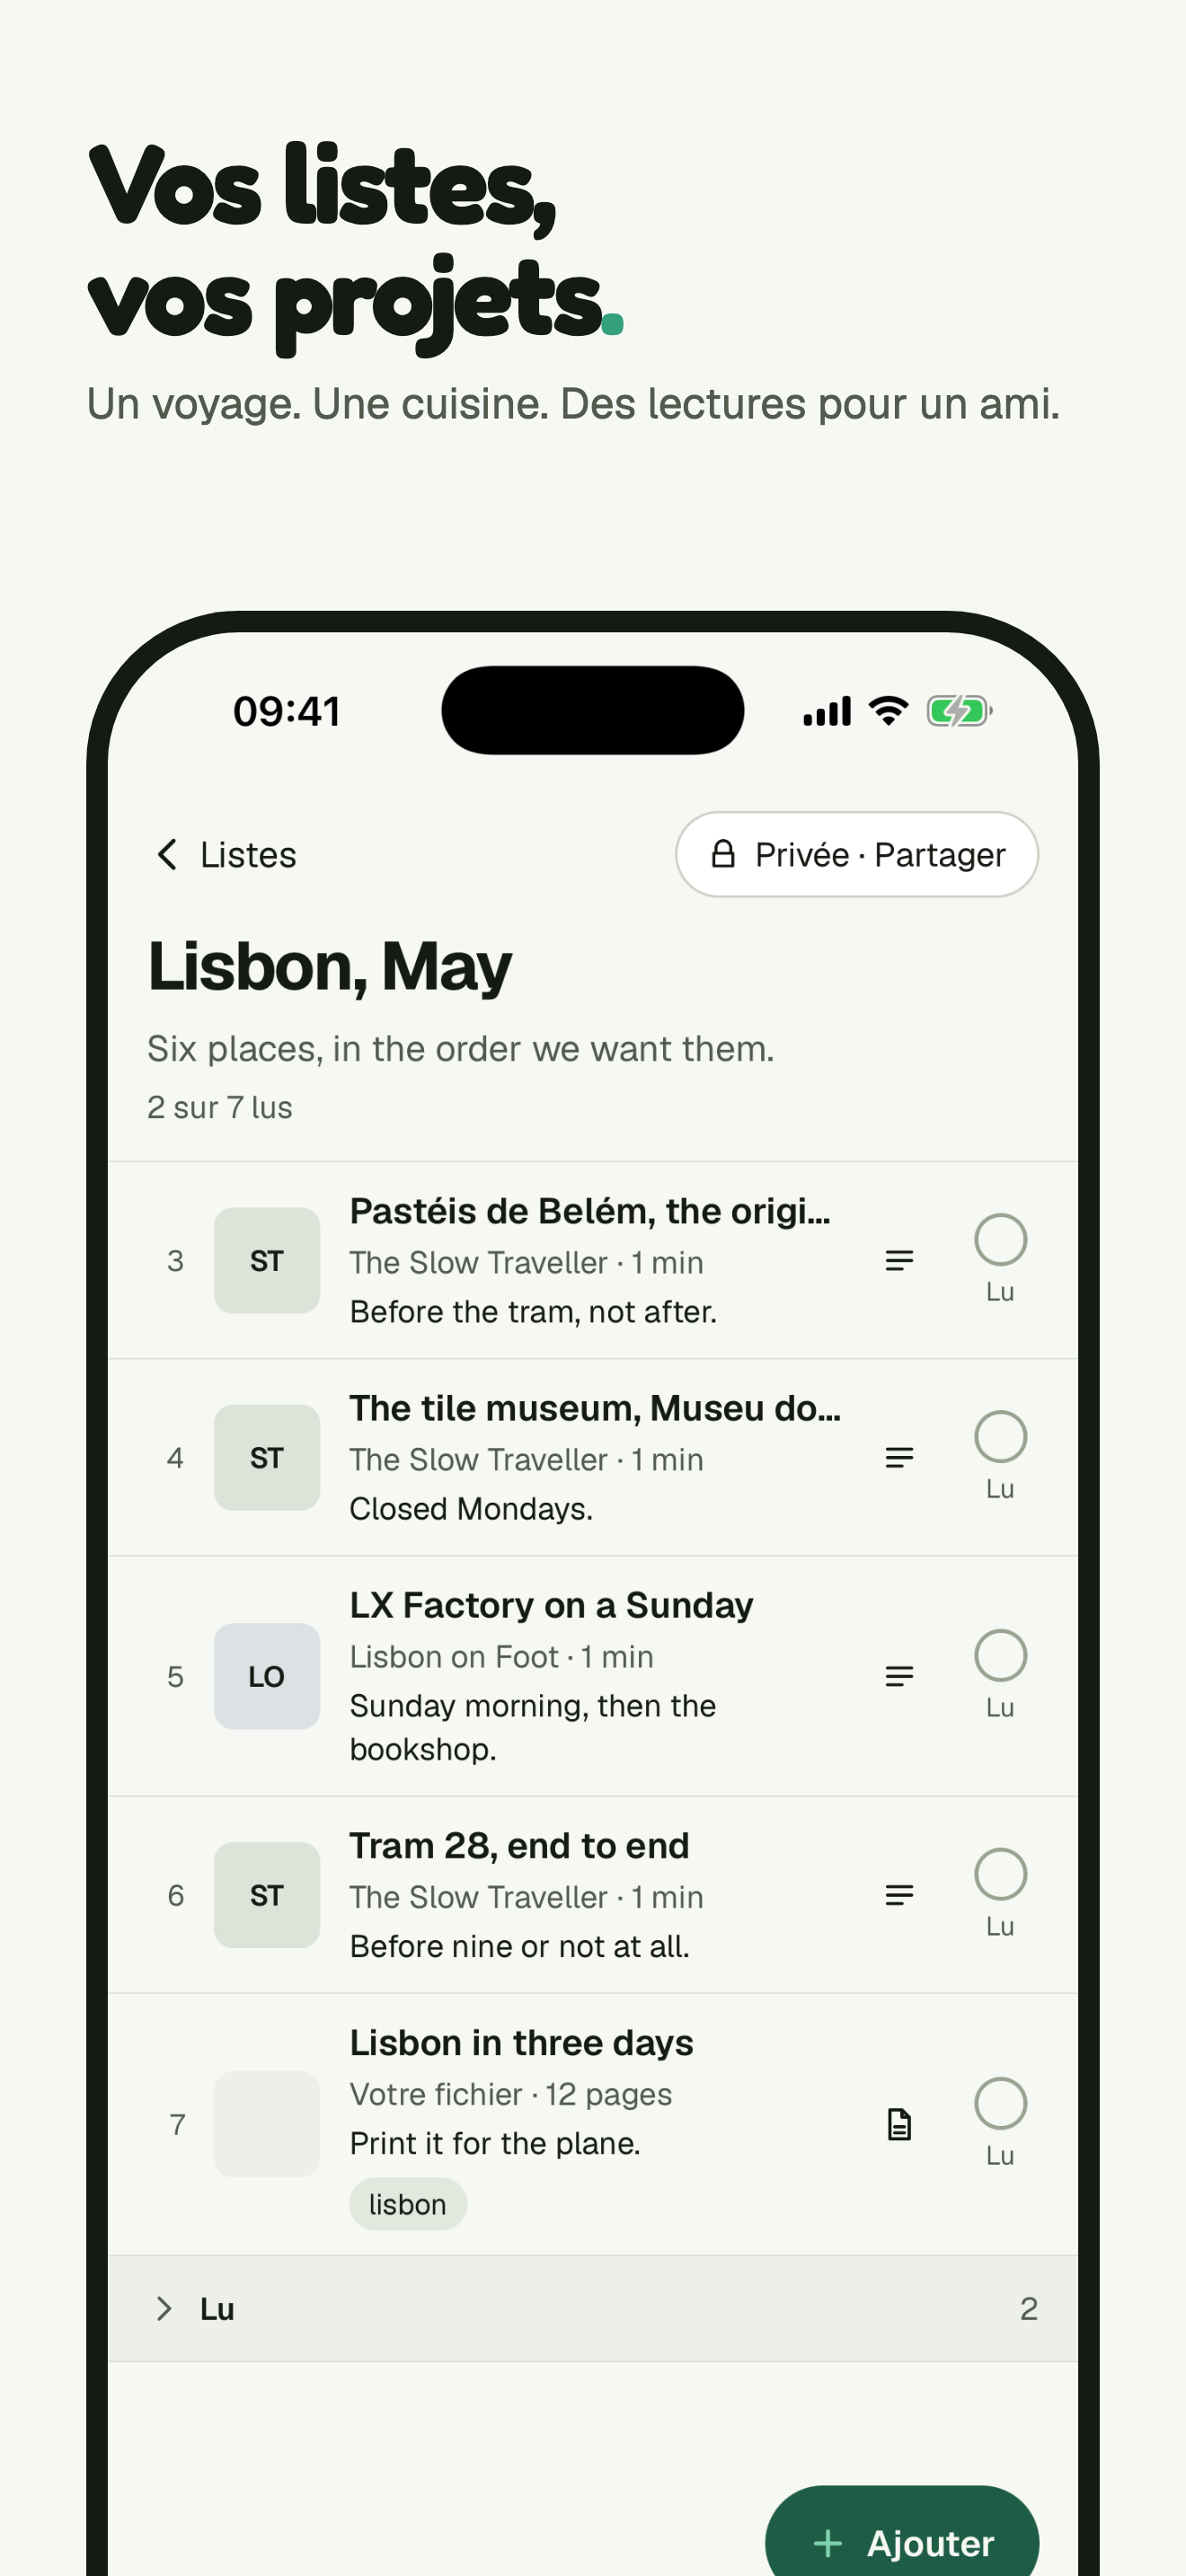 Vos listes,
vos projets.
Un voyage. Une cuisine. Des lectures pour un ami.
09:41
Listes
Privée · Partager
Lisbon, May
Six places, in the order we want them.
2 sur 7 lus
3
ST
Pastéis de Belém, the origi...
The Slow Traveller · 1 min
Before the tram, not after.
Lu
4
ST
The tile museum, Museu do...
The Slow Traveller · 1 min
Closed Mondays.
Lu
5
LO
LX Factory on a Sunday
Lisbon on Foot · 1 min
Sunday morning, then the
bookshop.
Lu
6
ST
Tram 28, end to end
The Slow Traveller · 1 min
Before nine or not at all.
Lu
7
Lisbon in three days
Votre fichier · 12 pages
Print it for the plane.
lisbon
Lu
Lu
2
+ Ajouter